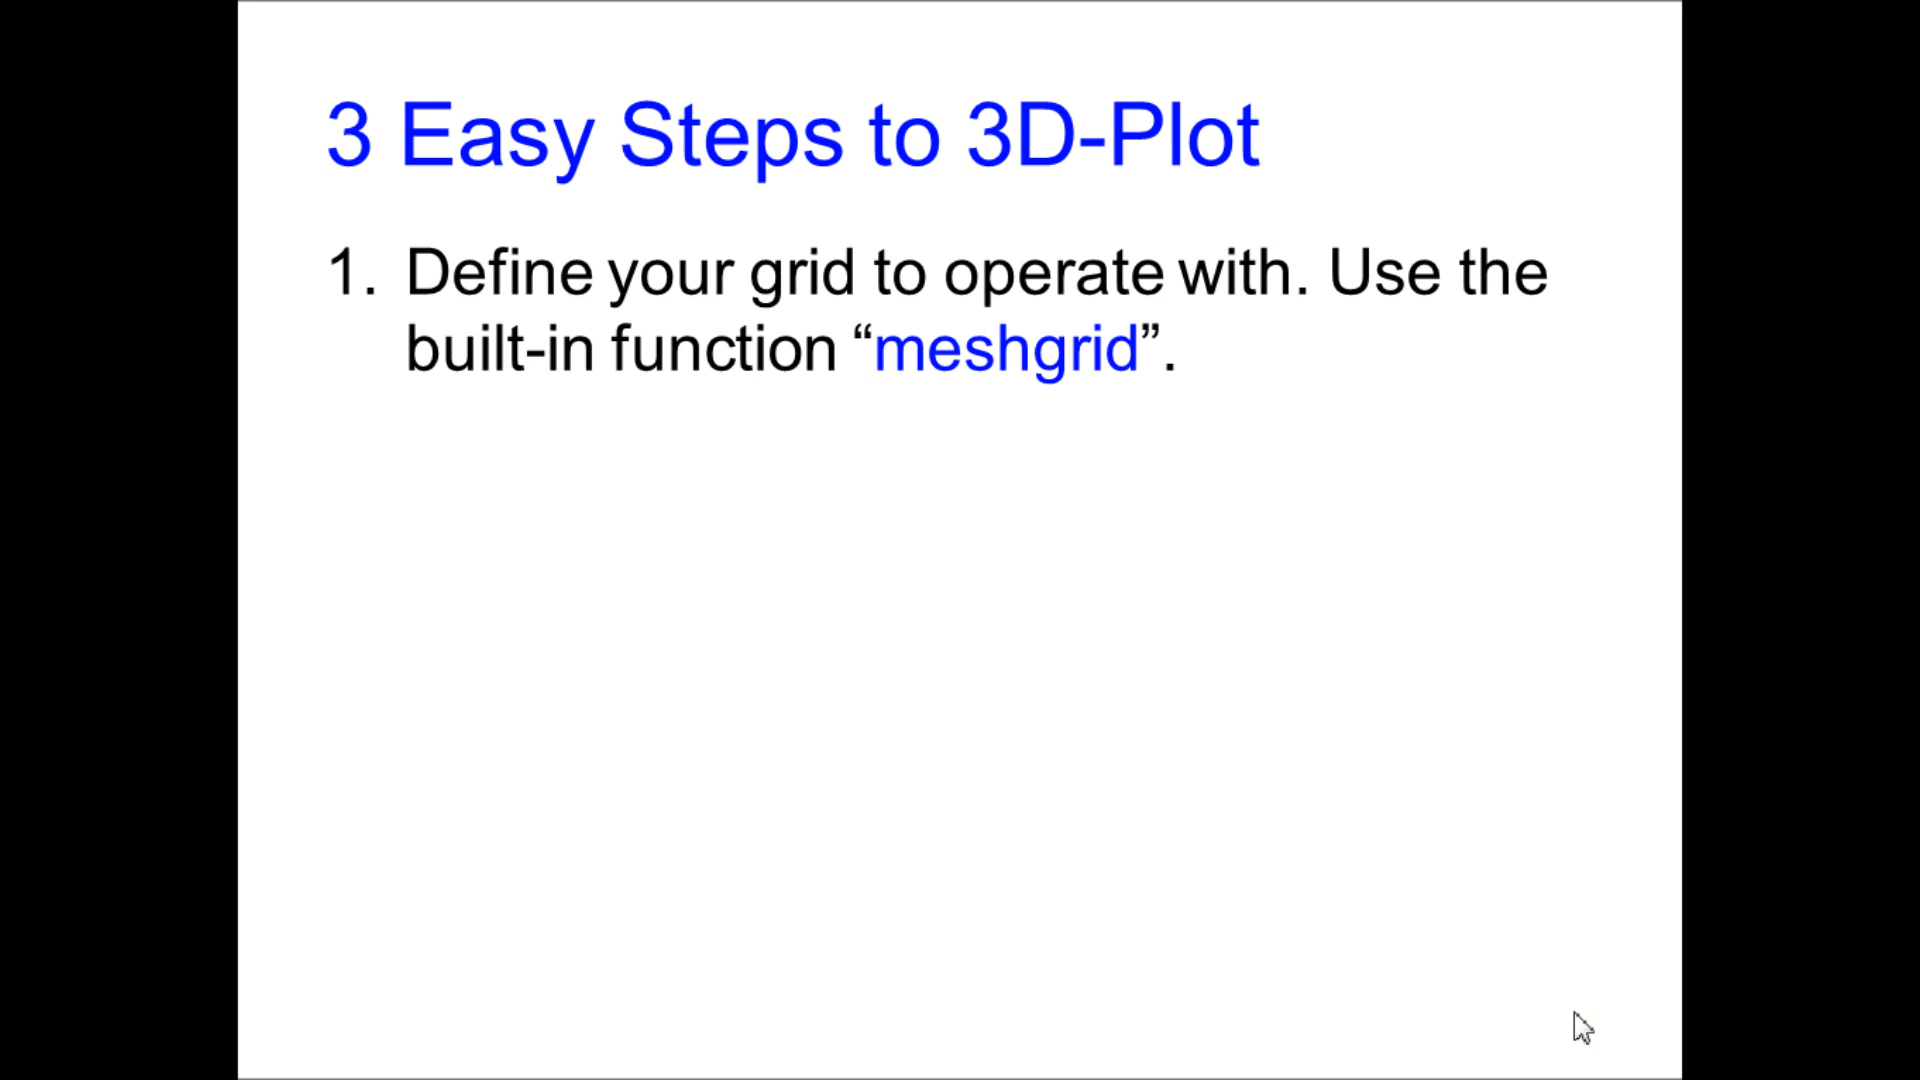 3 Easy Steps to 3D-Plot
1. Define your grid to operate with. Use the
built-in function “meshgrid”.